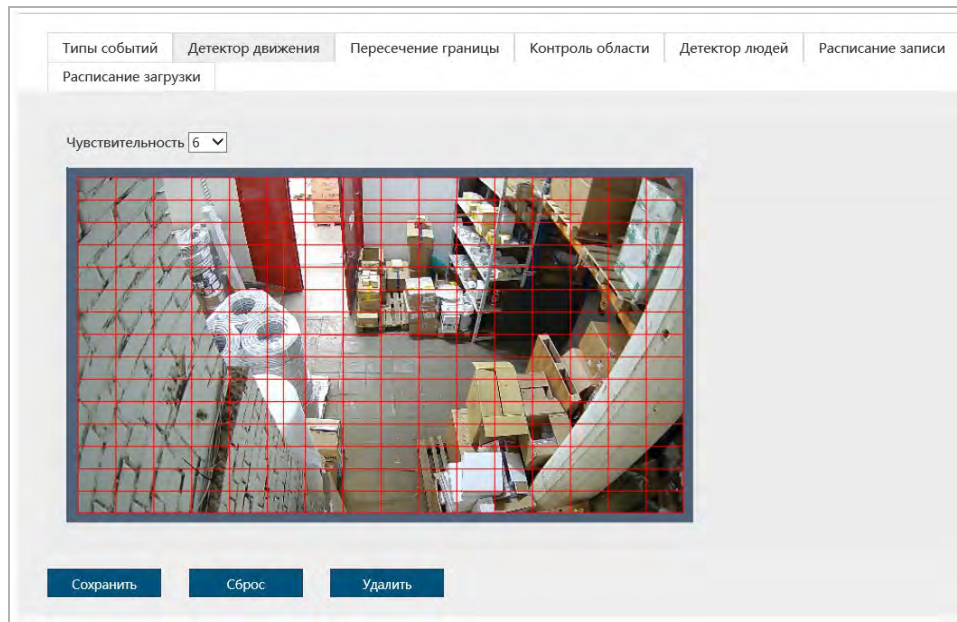 Типы событий Детектор движения Пересечение границы Контроль области Детектор людей Расписание записи
Расписание загрузки
Чувствительность 6
Сохранить Сброс Удалить